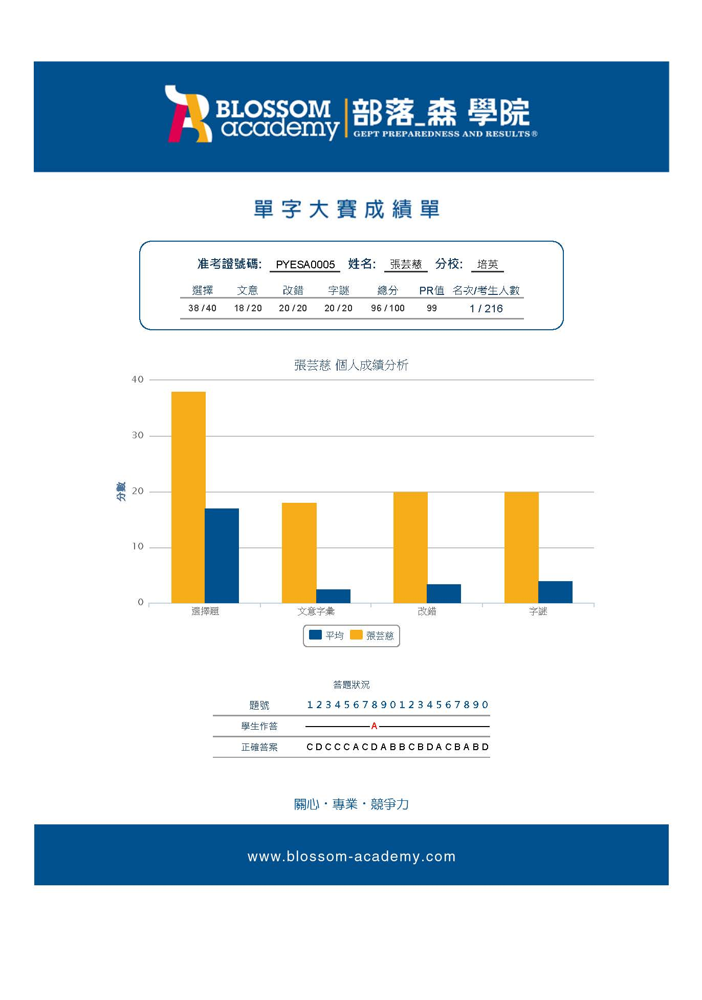 BLOSSOM academy 部落_森 學院
GEPT PREPAREDNESS AND RESULTS®
單字大賽成績單
准考證號碼: PYESA0005 姓名: 張芸慈 分校: 培英
選擇 文意 改錯 字謎 總分 PR值 名次/考生人數
38 / 40 18 / 20 20 / 20 20 / 20 96 / 100 99 1 / 216
張芸慈 個人成績分析
40
30
分數
20
10
0
選擇題 文意字彙 改錯 字謎
平均 張芸慈
答題狀況
題號 1 2 3 4 5 6 7 8 9 0 1 2 3 4 5 6 7 8 9 0
學生作答 A
正確答案 C D C C C A C D A B B C B D A C B A B D
關心・專業・競爭力
www.blossom-academy.com